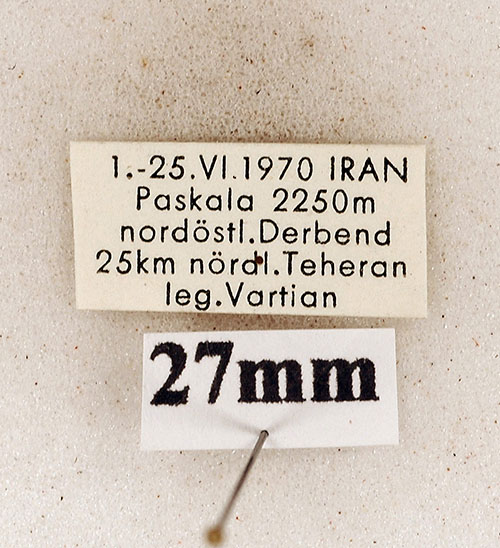 1.-25.VI.1970 IRAN
Paskala 2250m
nordöstl.Derbend
25km nördl.Teheran
leg.Vartian
27mm